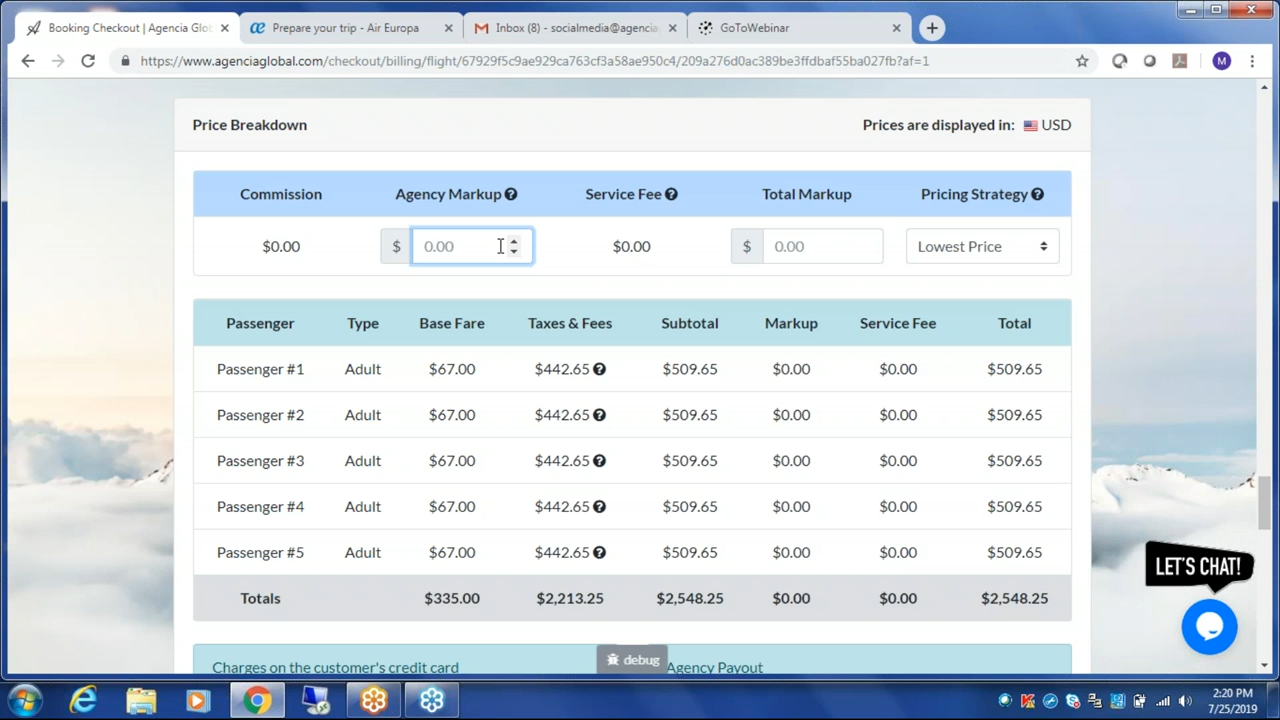 Booking Checkout | Agencia Glob
Prepare your trip - Air Europa
Inbox (8) - socialmedia@agencia
GoToWebinar
https://www.agenciaglobal.com/checkout/billing/flight/67929f5c9be929ca763cf3a58ae950c4/209a276d0ac389be3ffdbaf55ba027fb?af=1
M
Price Breakdown
Prices are displayed in: USD
Commission Agency Markup Service Fee Total Markup Pricing Strategy
$0.00 $ 0.00 $0.00 $ 0.00 Lowest Price
Passenger Type Base Fare Taxes & Fees Subtotal Markup Service Fee Total
Passenger #1 Adult $67.00 $442.65 $509.65 $0.00 $0.00 $509.65
Passenger #2 Adult $67.00 $442.65 $509.65 $0.00 $0.00 $509.65
Passenger #3 Adult $67.00 $442.65 $509.65 $0.00 $0.00 $509.65
Passenger #4 Adult $67.00 $442.65 $509.65 $0.00 $0.00 $509.65
Passenger #5 Adult $67.00 $442.65 $509.65 $0.00 $0.00 $509.65
Totals $335.00 $2,213.25 $2,548.25 $0.00 $0.00 $2,548.25
LET'S CHAT!
Charges on the customer's credit card
debug
Agency Payout
2:20 PM
7/25/2019